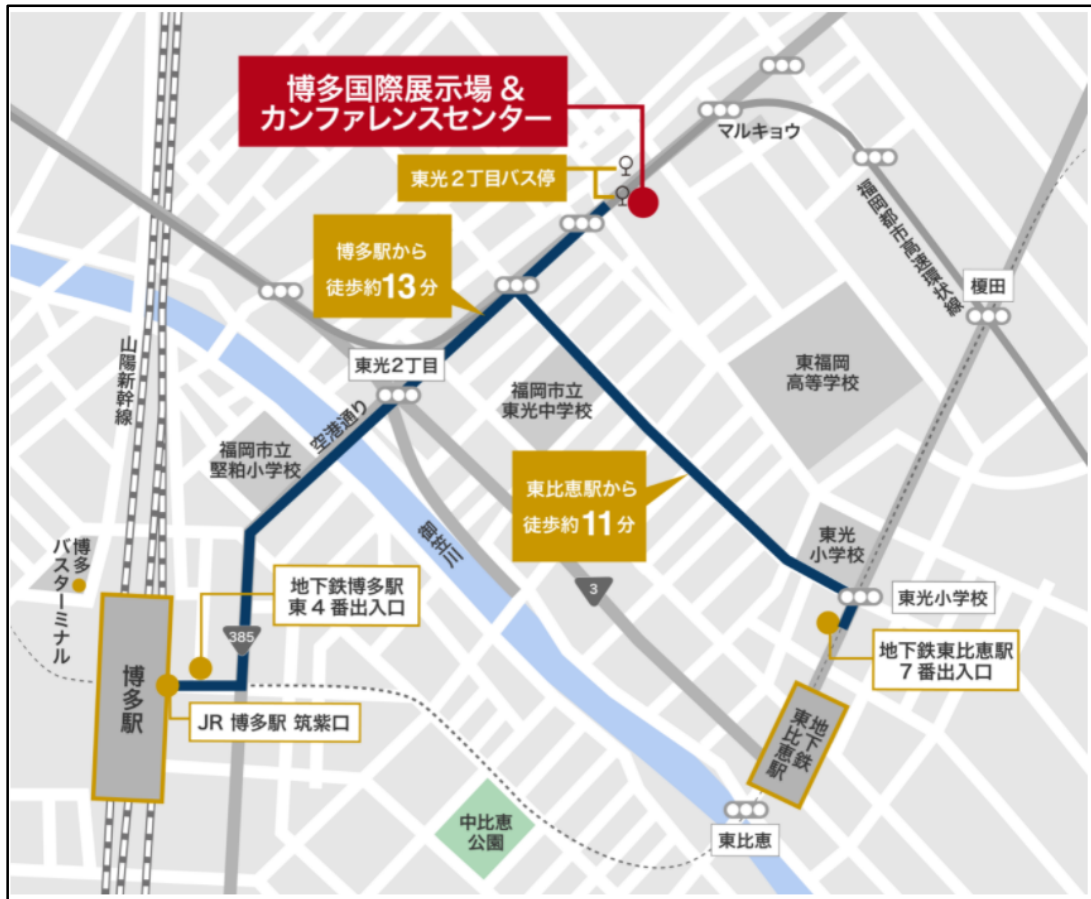 博多国際展示場 &
カンファレンスセンター
マルキョウ
東光2丁目バス停
福岡都市高速環状線
博多駅から
徒歩約13分
榎田
山陽新幹線
東光2丁目
東福岡
高等学校
福岡市立
東光中学校
空港通り
福岡市立
堅粕小学校
東比恵駅から
徒歩約11分
御笠川
東光
小学校
博多
バスターミナル
地下鉄博多駅
東4番出入口
3
東光小学校
385
地下鉄東比恵駅
7番出入口
博多駅
JR 博多駅 筑紫口
地下鉄
東比恵駅
中比恵
公園
東比恵